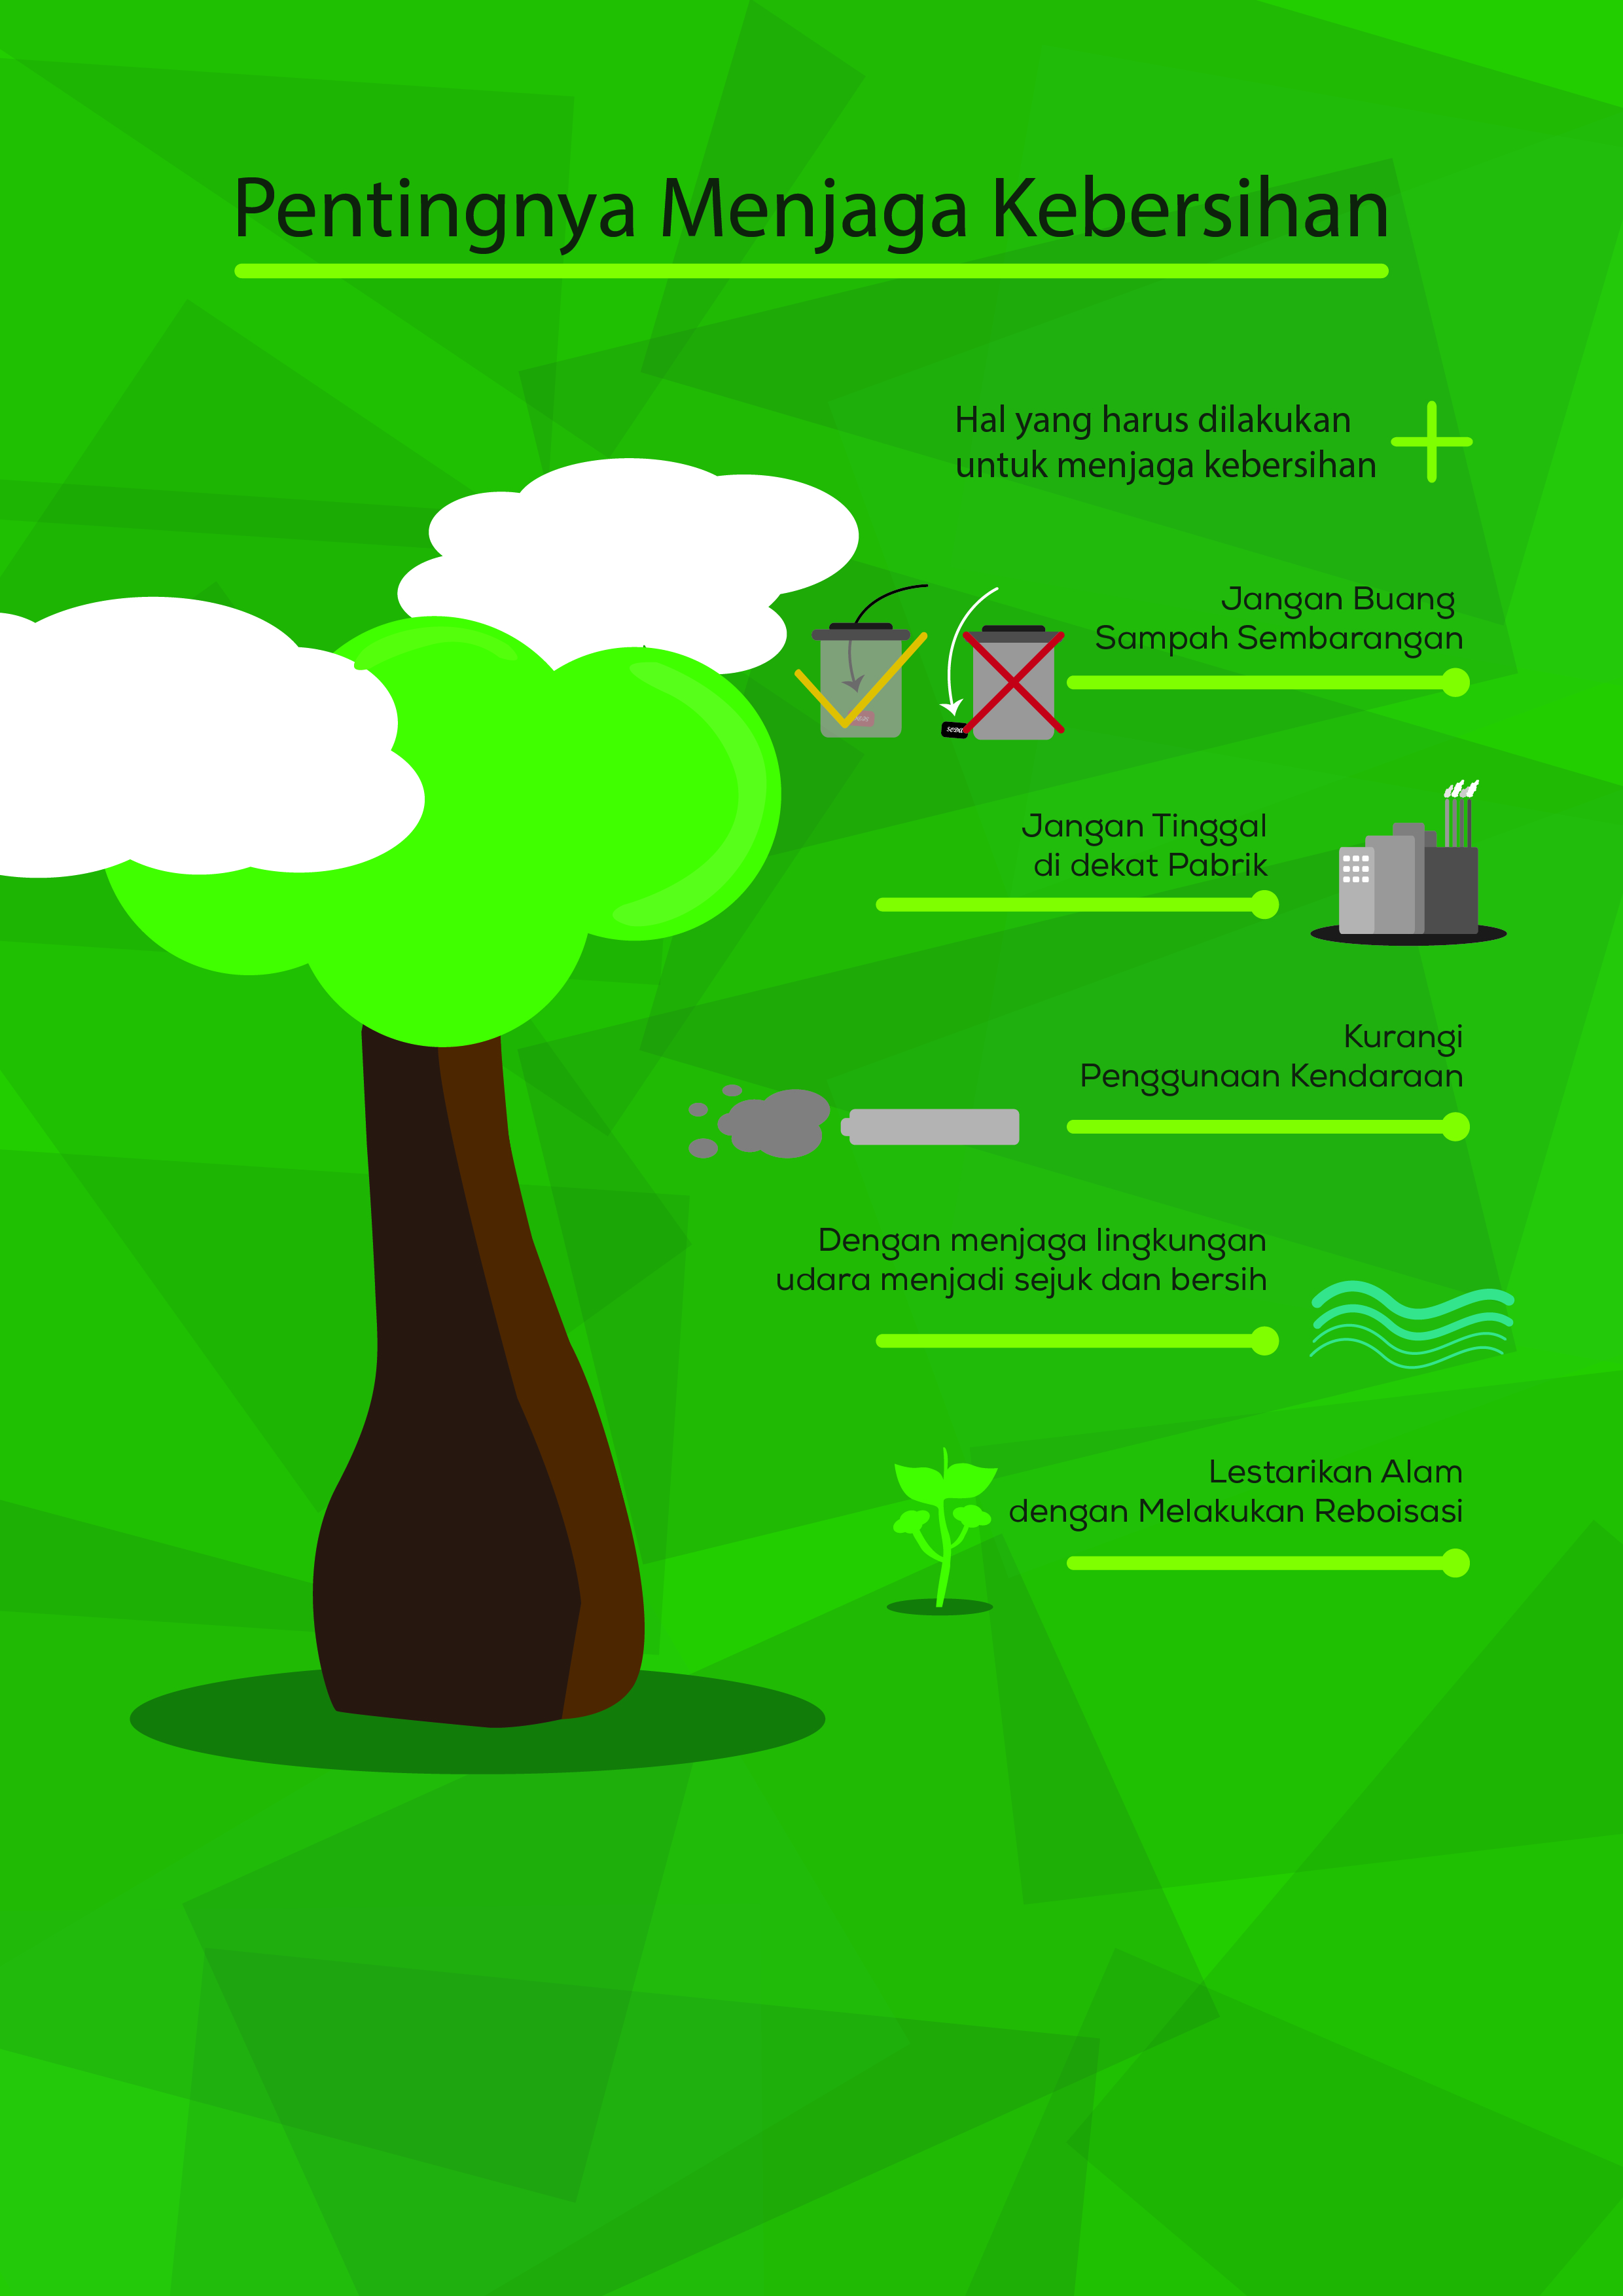 Pentingnya Menjaga Kebersihan
Hal yang harus dilakukan
untuk menjaga kebersihan
Jangan Buang
Sampah Sembarangan
Jangan Tinggal
di dekat Pabrik
Kurangi
Penggunaan Kendaraan
Dengan menjaga lingkungan
udara menjadi sejuk dan bersih
Lestarikan Alam
dengan Melakukan Reboisasi